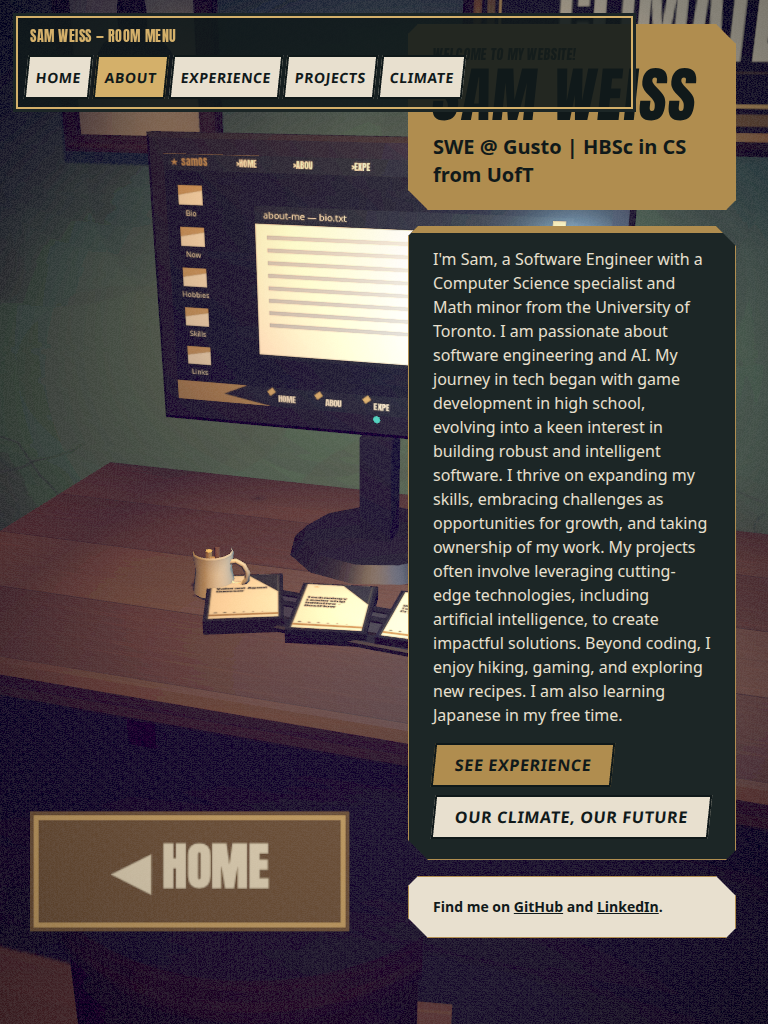 SAM WEISS — ROOM MENU
HOME
ABOUT
EXPERIENCE
PROJECTS
CLIMATE
WELCOME TO MY WEBSITE!
SAM WEISS
SWE @ Gusto | HBSc in CS
from UofT
★ samOS
›HOME
›ABOU
›EXPE
Bio
Now
Hobbies
Skills
Links
about-me — bio.txt
HOME
ABOU
EXPE
I'm Sam, a Software Engineer with a
Computer Science specialist and
Math minor from the University of
Toronto. I am passionate about
software engineering and AI. My
journey in tech began with game
development in high school,
evolving into a keen interest in
building robust and intelligent
software. I thrive on expanding my
skills, embracing challenges as
opportunities for growth, and taking
ownership of my work. My projects
often involve leveraging cutting-
edge technologies, including
artificial intelligence, to create
impactful solutions. Beyond coding, I
enjoy hiking, gaming, and exploring
new recipes. I am also learning
Japanese in my free time.
SEE EXPERIENCE
OUR CLIMATE, OUR FUTURE
◀ HOME
Find me on GitHub and LinkedIn.